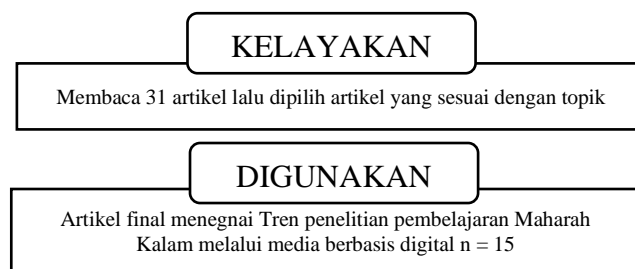 KELAYAKAN
Membaca 31 artikel lalu dipilih artikel yang sesuai dengan topik
DIGUNAKAN
Artikel final menegnai Tren penelitian pembelajaran Maharah
Kalam melalui media berbasis digital n = 15